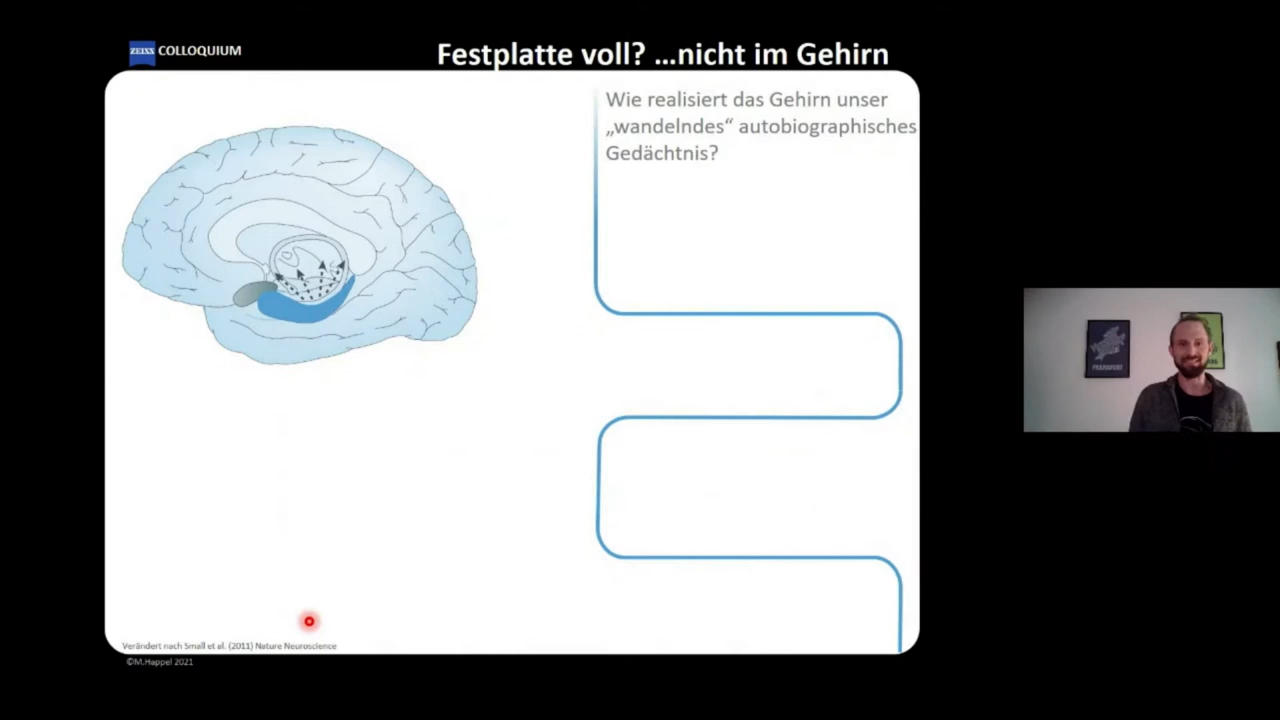 ZEISS COLLOQUIUM
Festplatte voll? ...nicht im Gehirn
Wie realisiert das Gehirn unser
„wandelndes“ autobiographisches
Gedächtnis?
FRANKFURT
Verändert nach Small et al. (2011) Nature Neuroscience
©M.Happel 2021